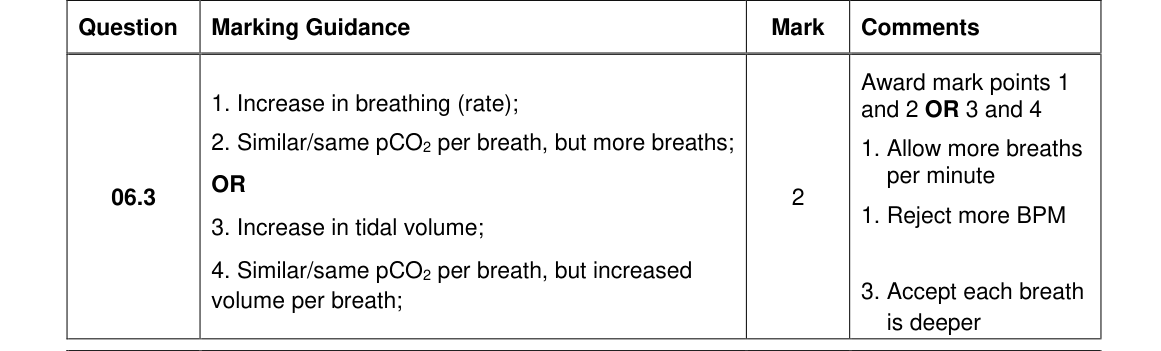 Question Marking Guidance Mark Comments
06.3
1. Increase in breathing (rate);
2. Similar/same pCO₂ per breath, but more breaths;
OR
3. Increase in tidal volume;
4. Similar/same pCO₂ per breath, but increased
volume per breath;
2
Award mark points 1
and 2 OR 3 and 4
1. Allow more breaths
per minute
1. Reject more BPM
3. Accept each breath
is deeper